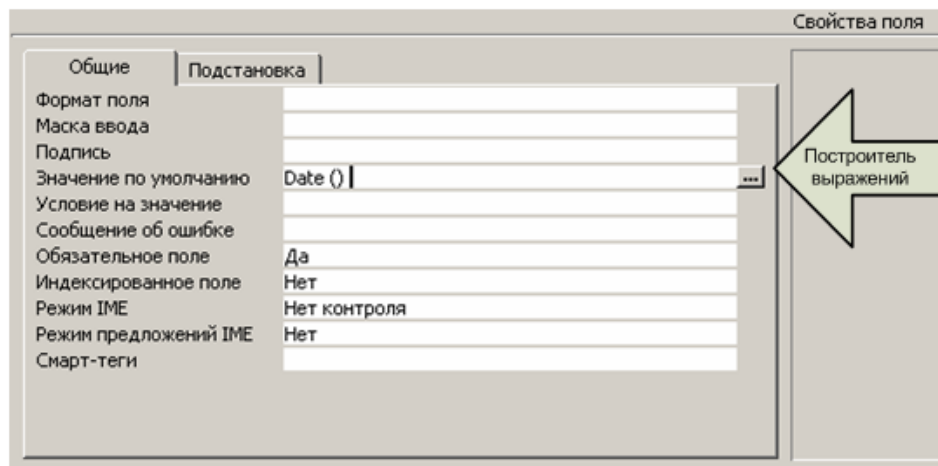 Свойства поля
Общие
Подстановка
Формат поля
Маска ввода
Подпись
Значение по умолчанию Date () ...
Условие на значение
Сообщение об ошибке
Обязательное поле Да
Индексированное поле Нет
Режим IME Нет контроля
Режим предложений IME Нет
Смарт-теги
Построитель
выражений